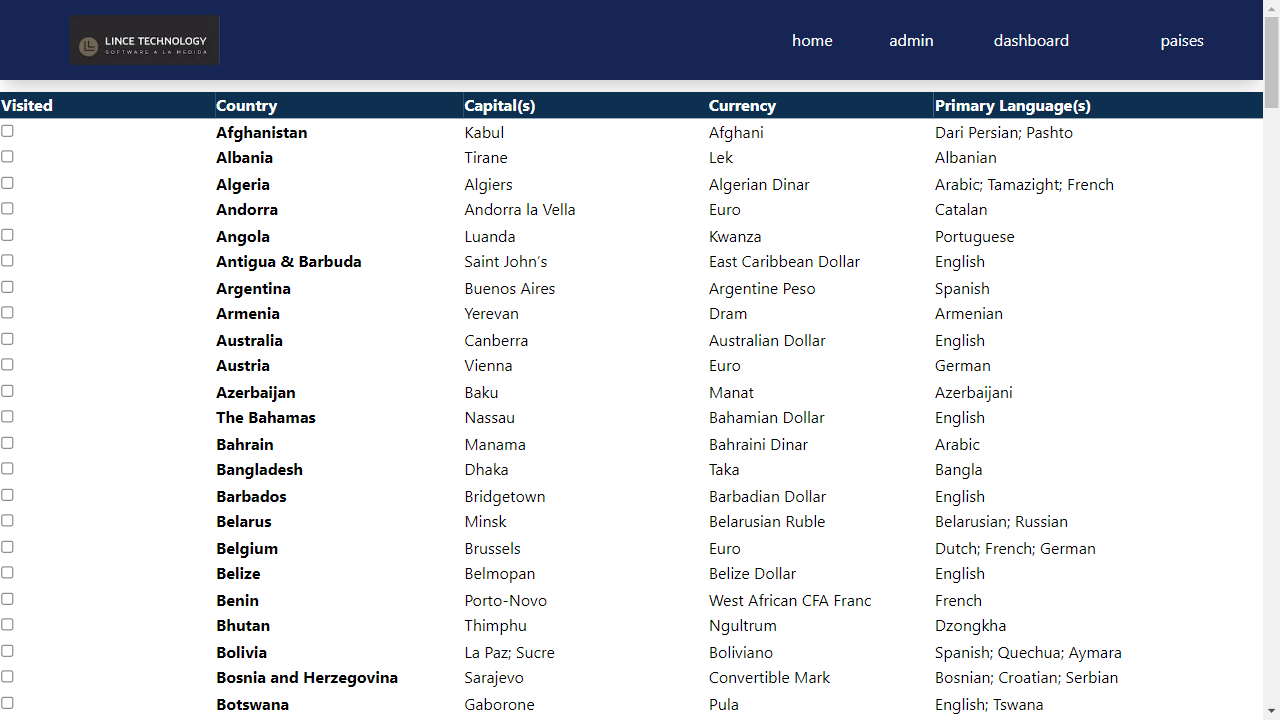 LINCE TECHNOLOGY
SOFTWARE A LA MEDIDA
home admin dashboard paises
Visited Country Capital(s) Currency Primary Language(s)
Afghanistan Kabul Afghani Dari Persian; Pashto
Albania Tirane Lek Albanian
Algeria Algiers Algerian Dinar Arabic; Tamazight; French
Andorra Andorra la Vella Euro Catalan
Angola Luanda Kwanza Portuguese
Antigua & Barbuda Saint John's East Caribbean Dollar English
Argentina Buenos Aires Argentine Peso Spanish
Armenia Yerevan Dram Armenian
Australia Canberra Australian Dollar English
Austria Vienna Euro German
Azerbaijan Baku Manat Azerbaijani
The Bahamas Nassau Bahamian Dollar English
Bahrain Manama Bahraini Dinar Arabic
Bangladesh Dhaka Taka Bangla
Barbados Bridgetown Barbadian Dollar English
Belarus Minsk Belarusian Ruble Belarusian; Russian
Belgium Brussels Euro Dutch; French; German
Belize Belmopan Belize Dollar English
Benin Porto-Novo West African CFA Franc French
Bhutan Thimphu Ngultrum Dzongkha
Bolivia La Paz; Sucre Boliviano Spanish; Quechua; Aymara
Bosnia and Herzegovina Sarajevo Convertible Mark Bosnian; Croatian; Serbian
Botswana Gaborone Pula English; Tswana